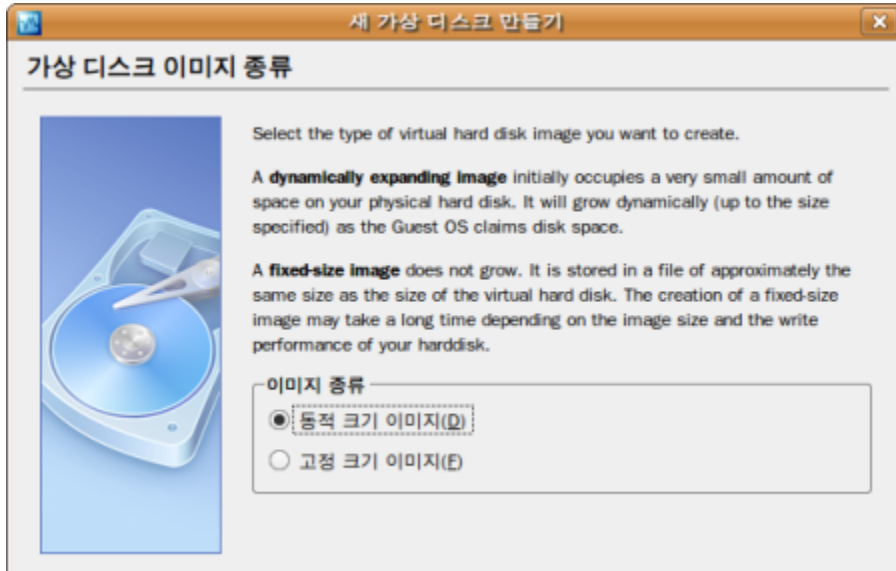 새 가상 디스크 만들기
가상 디스크 이미지 종류
Select the type of virtual hard disk image you want to create.
A dynamically expanding image initially occupies a very small amount of
space on your physical hard disk. It will grow dynamically (up to the size
specified) as the Guest OS claims disk space.
A fixed-size image does not grow. It is stored in a file of approximately the
same size as the size of the virtual hard disk. The creation of a fixed-size
image may take a long time depending on the image size and the write
performance of your harddisk.
이미지 종류
동적 크기 이미지(D)
고정 크기 이미지(F)